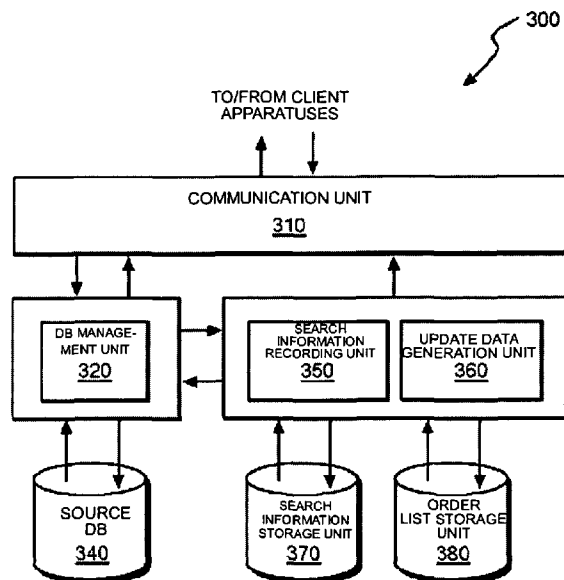 300
TO/FROM CLIENT
APPARATUSES
COMMUNICATION UNIT
310
DB MANAGE-
MENT UNIT
320
SEARCH
INFORMATION
RECORDING UNIT
350
UPDATE DATA
GENERATION UNIT
360
SOURCE
DB
340
SEARCH
INFORMATION
STORAGE UNIT
370
ORDER
LIST STORAGE
UNIT
380